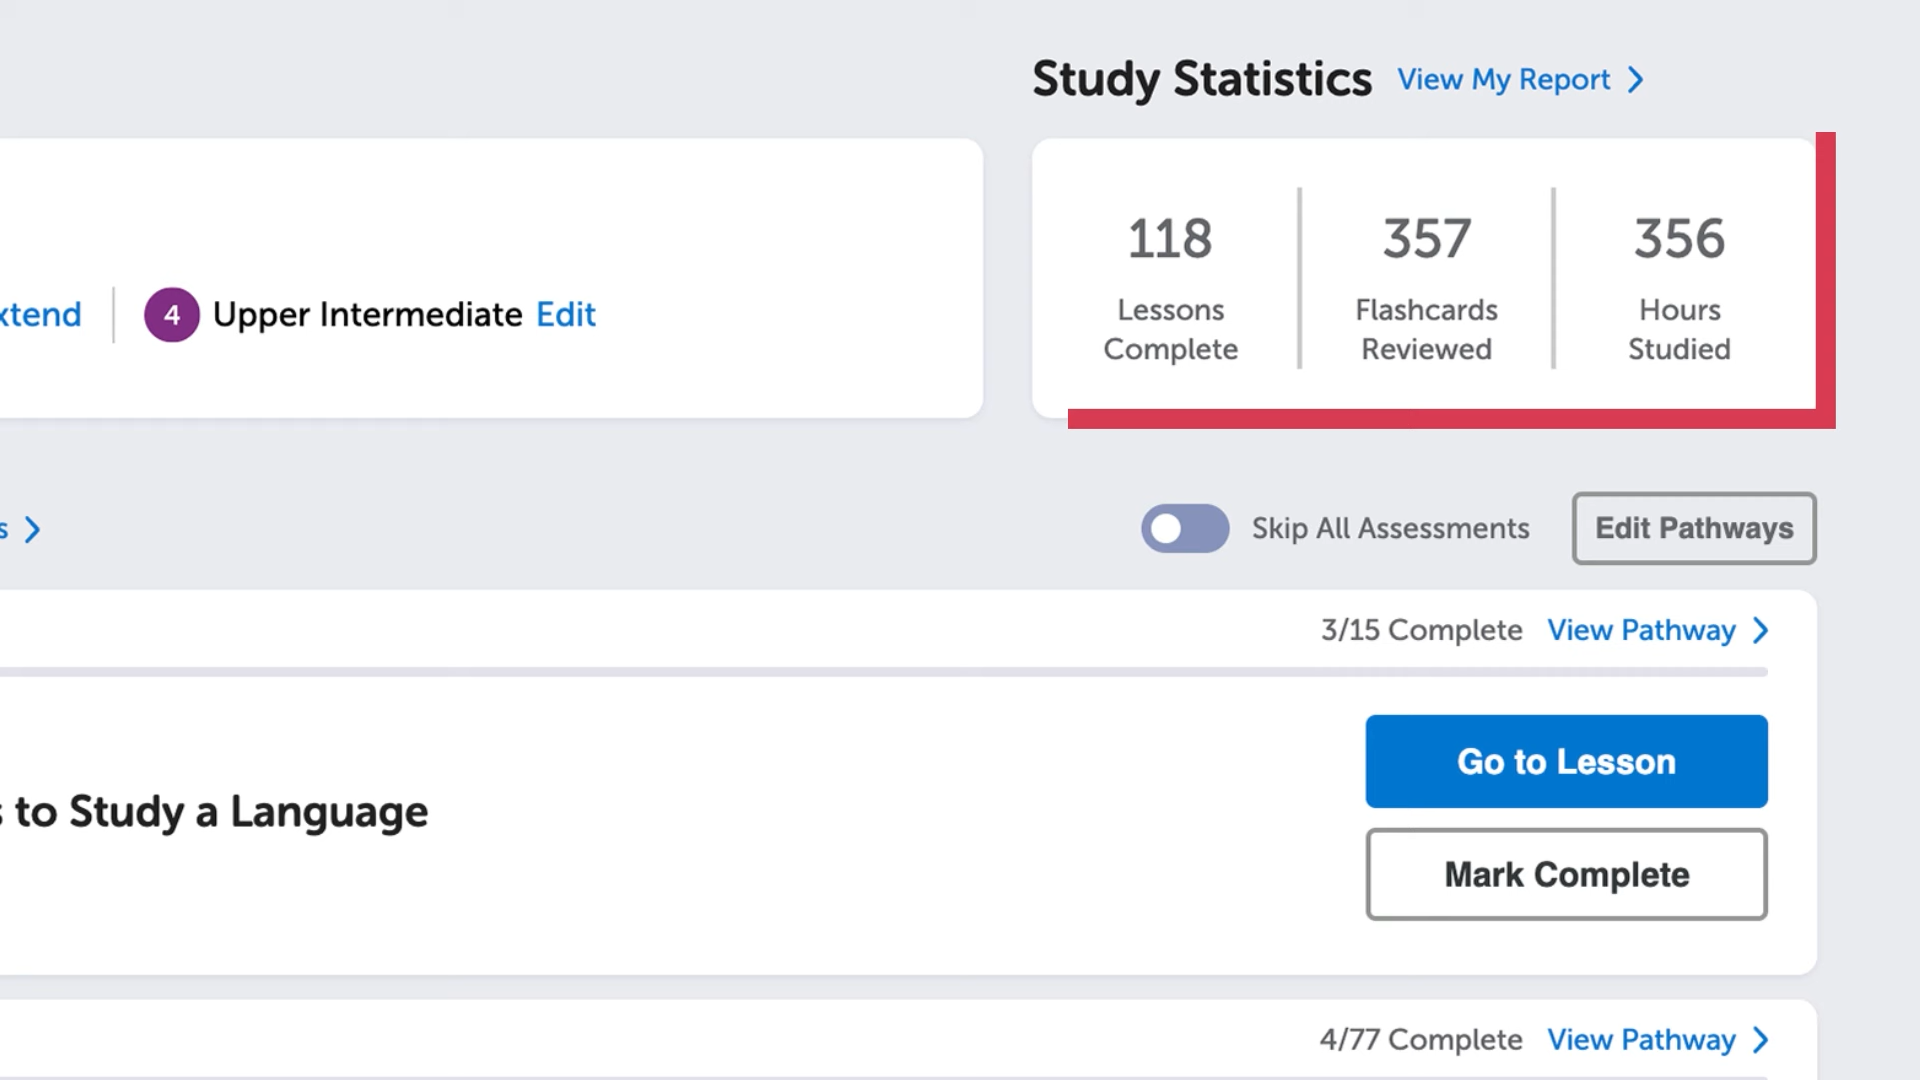 Study Statistics View My Report
118 357 356
Lessons Complete Flashcards Reviewed Hours Studied
xtend 4 Upper Intermediate Edit
s Skip All Assessments Edit Pathways
3/15 Complete View Pathway
Go to Lesson
s to Study a Language
Mark Complete
4/77 Complete View Pathway